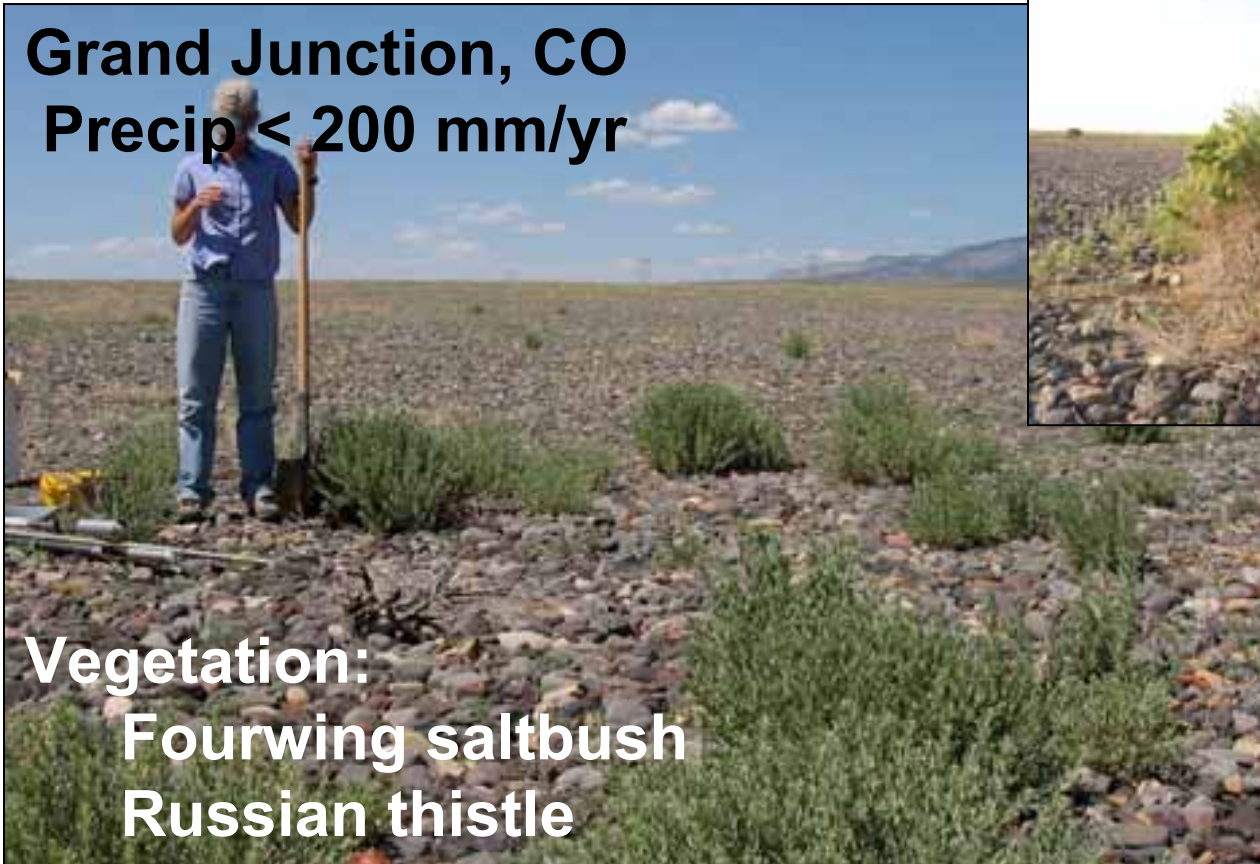 Grand Junction, CO
Precip < 200 mm/yr
Vegetation:
Fourwing saltbush
Russian thistle